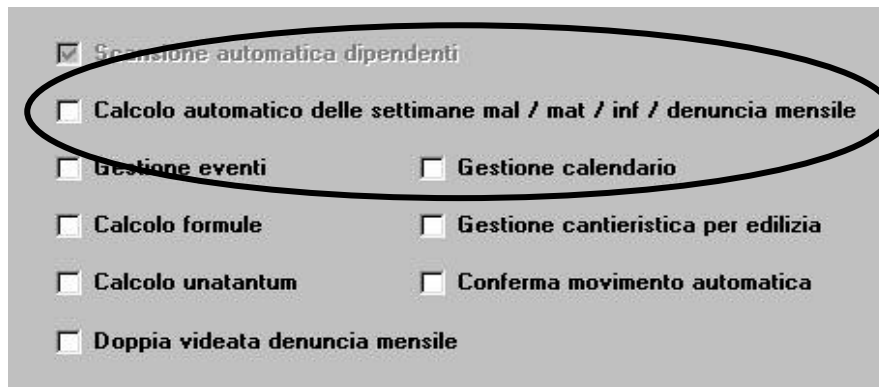 Scansione automatica dipendenti
Calcolo automatico delle settimane mal / mat / inf / denuncia mensile
Gestione eventi Gestione calendario
Calcolo formule Gestione cantieristica per edilizia
Calcolo unatantum Conferma movimento automatica
Doppia videata denuncia mensile